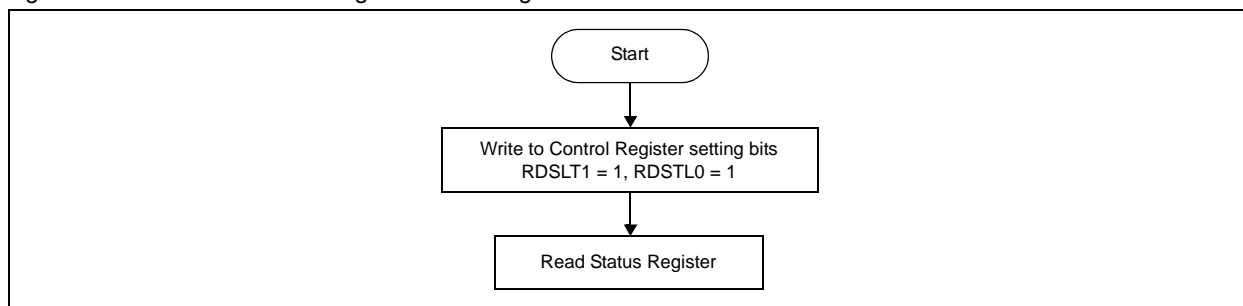 Start
Write to Control Register setting bits
RDSLT1 = 1, RDSTL0 = 1
Read Status Register